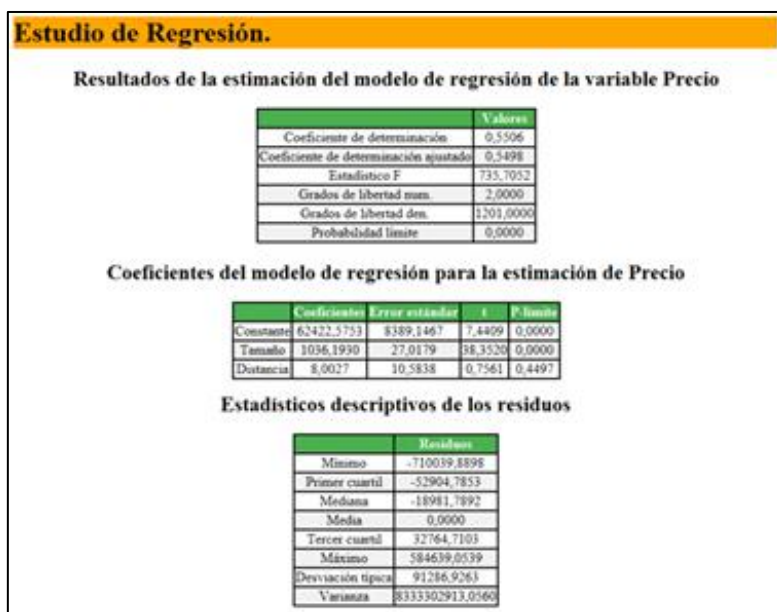 Estudio de Regresión.
Resultados de la estimación del modelo de regresión de la variable Precio
Valores
Coeficiente de determinación 0,5506
Coeficiente de determinación ajustado 0,5498
Estadístico F 735,7052
Grados de libertad num. 2,0000
Grados de libertad den. 1201,0000
Probabilidad límite 0,0000
Coeficientes del modelo de regresión para la estimación de Precio
Coeficientes Error estándar t P-límite
Constante 62422,5753 8389,1467 7,4409 0,0000
Tamaño 1036,1930 27,0179 38,3520 0,0000
Distancia 8,0027 10,5838 0,7561 0,4497
Estadísticos descriptivos de los residuos
Residuos
Mínimo -710039,8898
Primer cuartil -52904,7853
Mediana -18981,7892
Media 0,0000
Tercer cuartil 32764,7103
Máximo 584639,0539
Desviación típica 91286,9263
Varianza 8333302913,0560